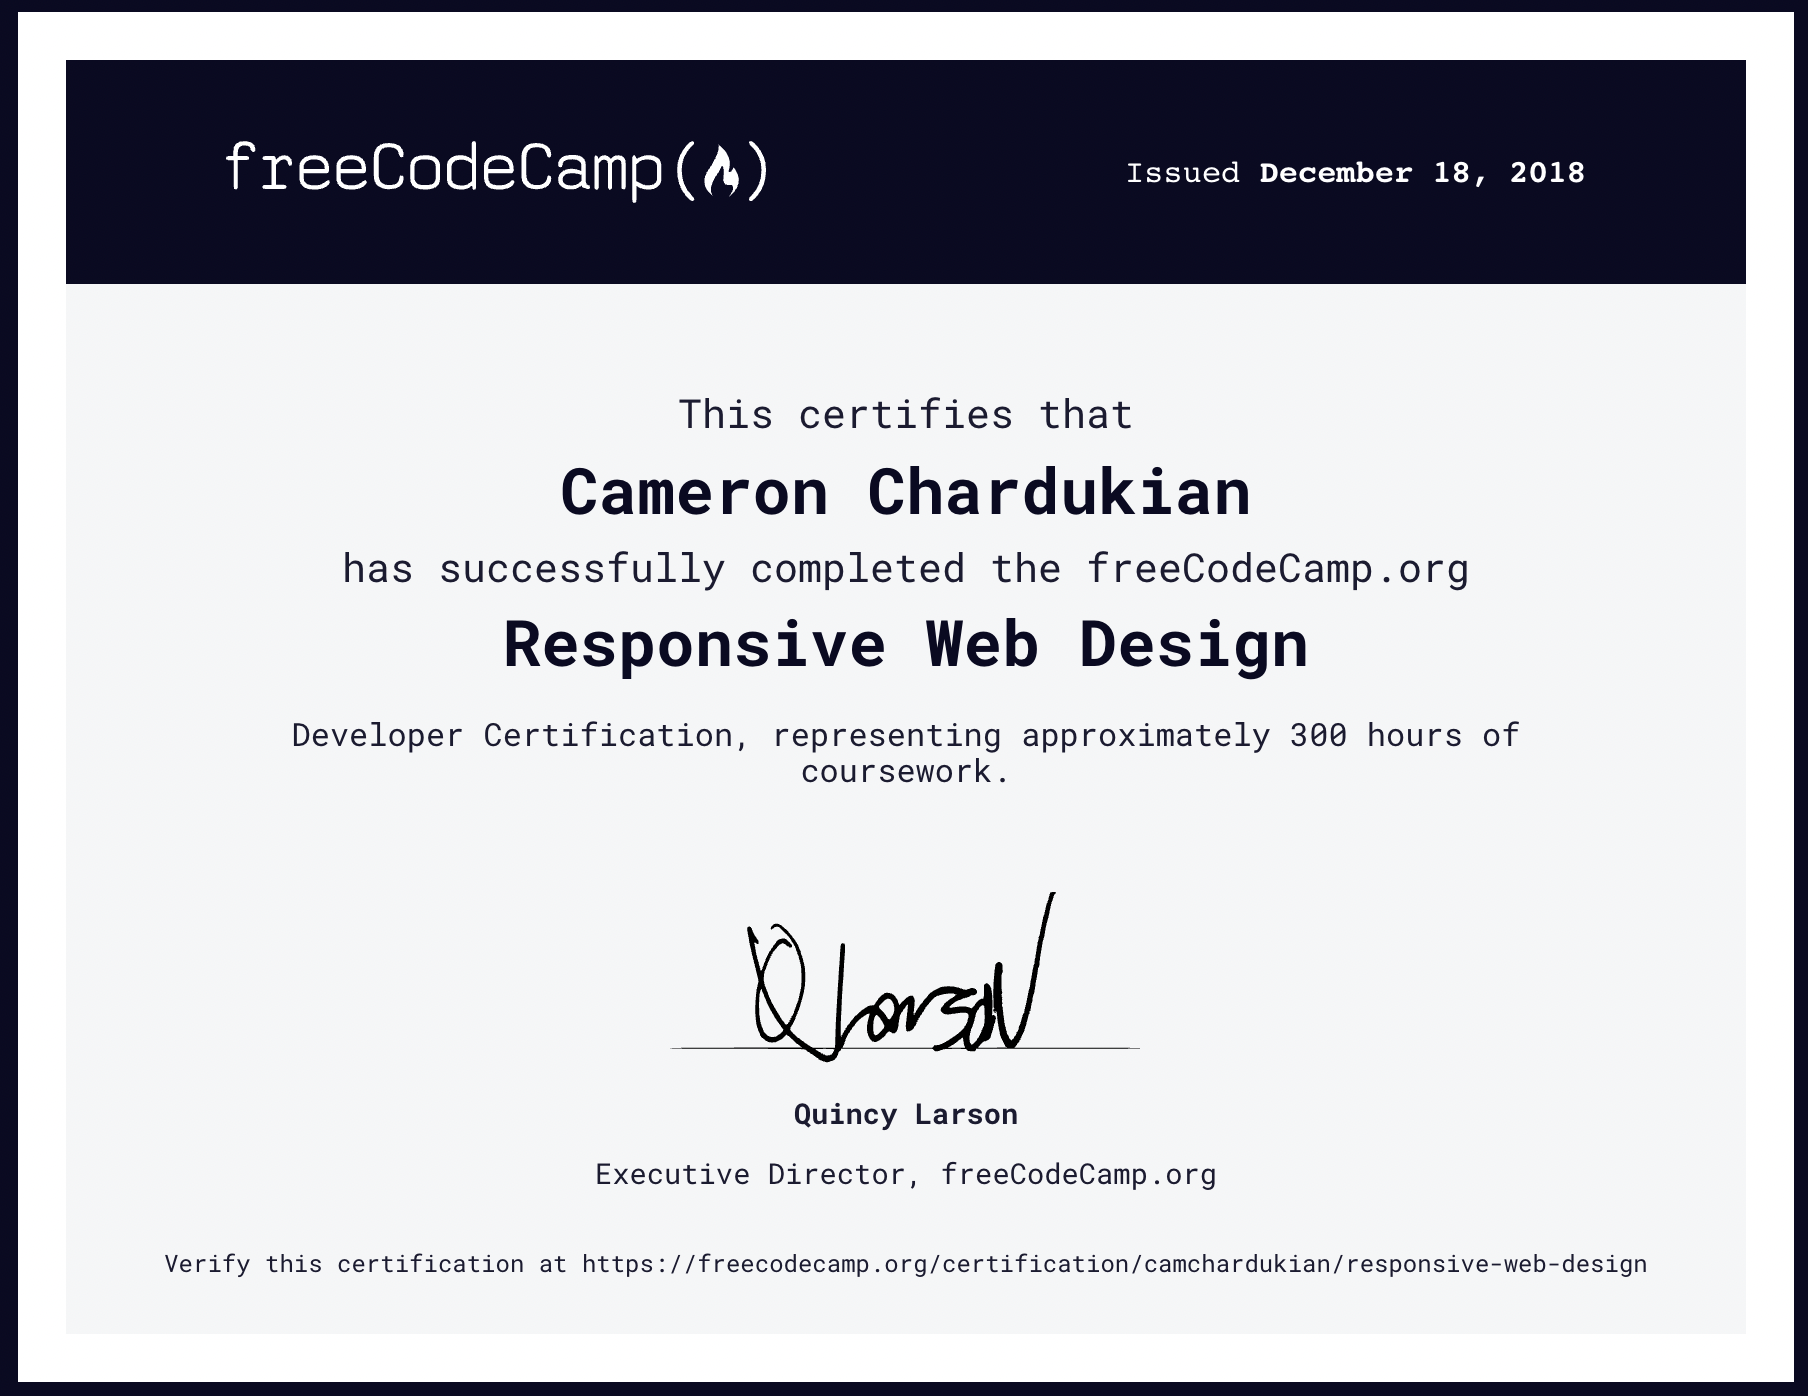 freeCodeCamp(🔥)
Issued December 18, 2018
This certifies that
Cameron Chardukian
has successfully completed the freeCodeCamp.org
Responsive Web Design
Developer Certification, representing approximately 300 hours of
coursework.
Q Larson
Quincy Larson
Executive Director, freeCodeCamp.org
Verify this certification at https://freecodecamp.org/certification/camchardukian/responsive-web-design